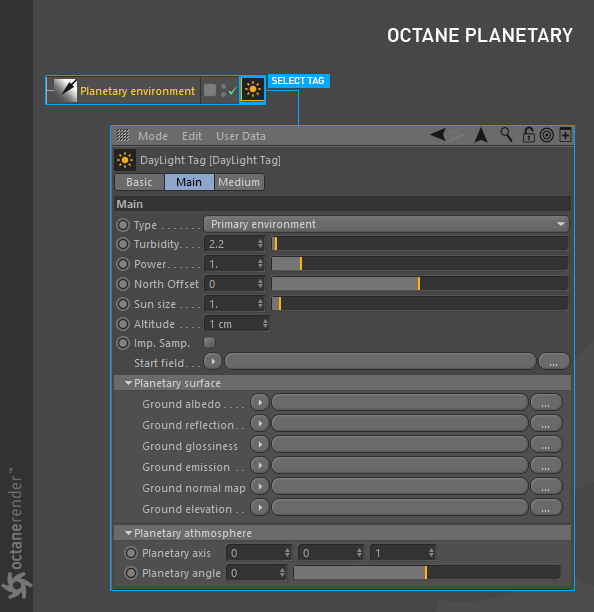 OCTANE PLANETARY
Planetary environment
SELECT TAG
Mode Edit User Data
DayLight Tag [DayLight Tag]
Basic Main Medium
Main
Type . . . . . . . Primary environment
Turbidity. . . . 2.2
Power. . . . . . 1.
North Offset 0
Sun size . . . . 1.
Altitude . . . . 1 cm
Imp. Samp.
Start field . . . ...
Planetary surface
Ground albedo . . . . ...
Ground reflection. . ...
Ground glossiness ...
Ground emission . . ...
Ground normal map ...
Ground elevation . . ...
Planetary athmosphere
Planetary axis 0 0 1
Planetary angle 0
octanerender™